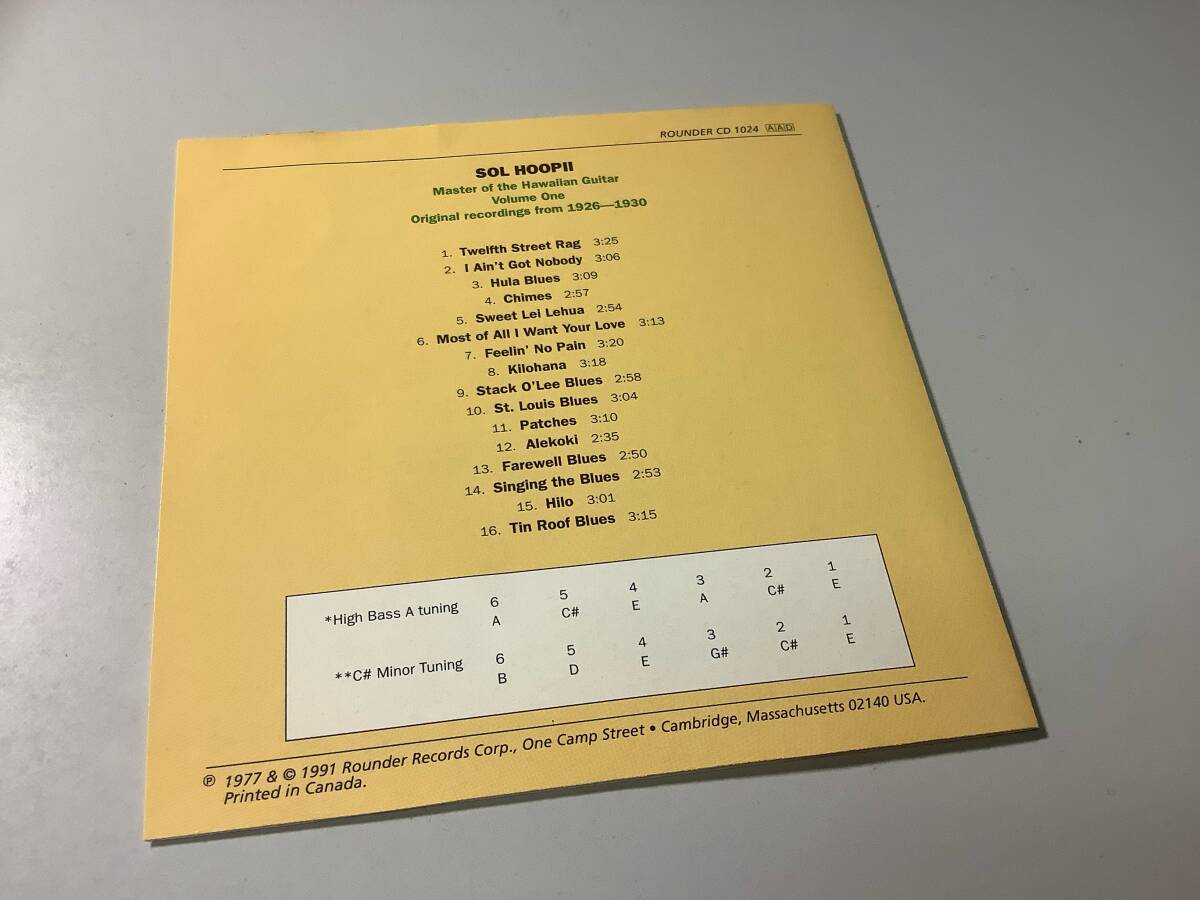 ROUNDER CD 1024 AAD
SOL HOOPII
Master of the Hawaiian Guitar
Volume One
Original recordings from 1926—1930
1. Twelfth Street Rag 3:25
2. I Ain't Got Nobody 3:06
3. Hula Blues 3:09
4. Chimes 2:57
5. Sweet Lei Lehua 2:54
6. Most of All I Want Your Love 3:13
7. Feelin' No Pain 3:20
8. Kilohana 3:18
9. Stack O'Lee Blues 2:58
10. St. Louis Blues 3:04
11. Patches 3:10
12. Alekoki 2:35
13. Farewell Blues 2:50
14. Singing the Blues 2:53
15. Hilo 3:01
16. Tin Roof Blues 3:15
6 5 4 3 2 1
*High Bass A tuning A C# E A C# E
6 5 4 3 2 1
**C# Minor Tuning B D E G# C# E
℗ 1977 & © 1991 Rounder Records Corp., One Camp Street • Cambridge, Massachusetts 02140 USA.
Printed in Canada.